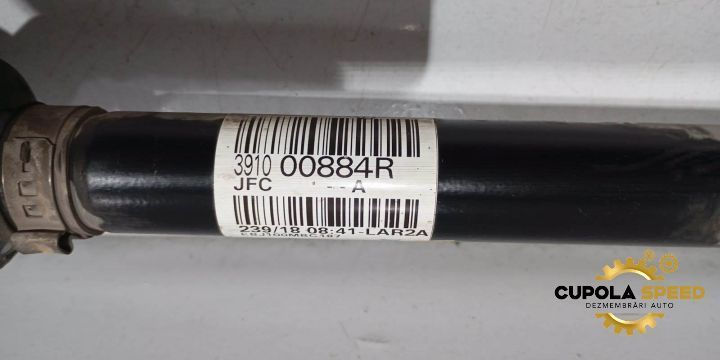 3910 00884R
JFC - - A
239/18 08:41-LAR2A
CUPOLA SPEED
DEZMEMBRĂRI AUTO